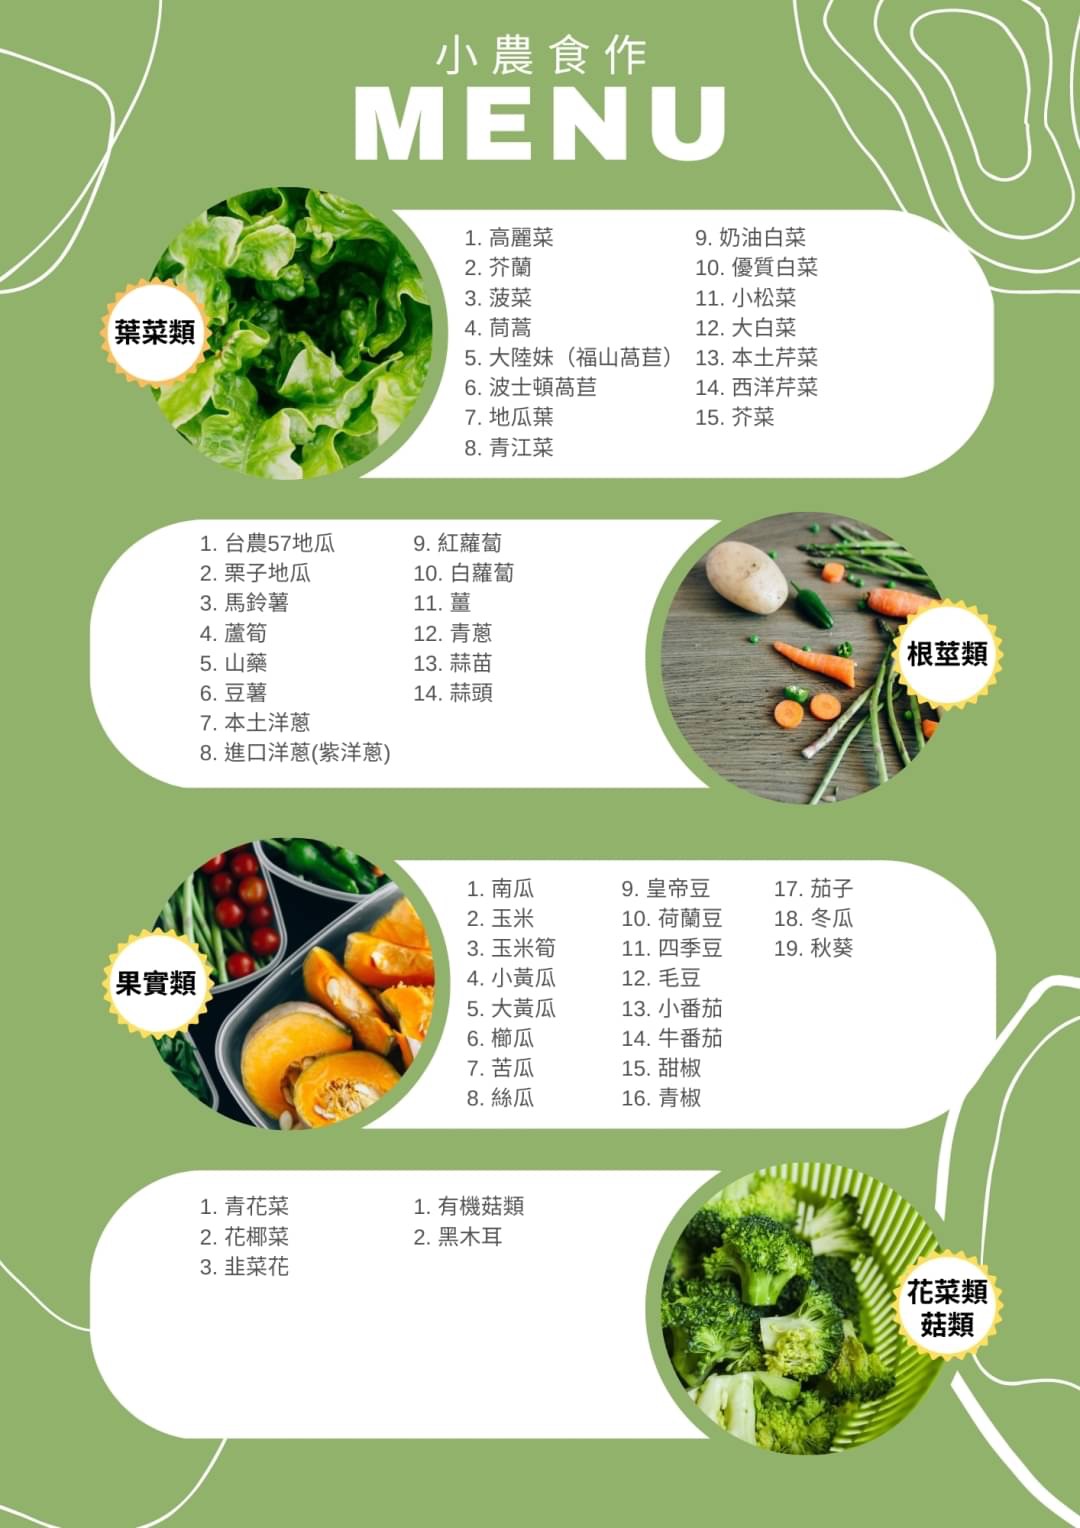 小農食作
MENU
葉菜類
1. 高麗菜
2. 芥蘭
3. 菠菜
4. 茼蒿
5. 大陸妹（福山萵苣）
6. 波士頓萵苣
7. 地瓜葉
8. 青江菜
9. 奶油白菜
10. 優質白菜
11. 小松菜
12. 大白菜
13. 本土芹菜
14. 西洋芹菜
15. 芥菜
根莖類
1. 台農57地瓜
2. 栗子地瓜
3. 馬鈴薯
4. 蘆筍
5. 山藥
6. 豆薯
7. 本土洋蔥
8. 進口洋蔥(紫洋蔥)
9. 紅蘿蔔
10. 白蘿蔔
11. 薑
12. 青蔥
13. 蒜苗
14. 蒜頭
果實類
1. 南瓜
2. 玉米
3. 玉米筍
4. 小黃瓜
5. 大黃瓜
6. 櫛瓜
7. 苦瓜
8. 絲瓜
9. 皇帝豆
10. 荷蘭豆
11. 四季豆
12. 毛豆
13. 小番茄
14. 牛番茄
15. 甜椒
16. 青椒
17. 茄子
18. 冬瓜
19. 秋葵
花菜類
菇類
1. 青花菜
2. 花椰菜
3. 韭菜花
1. 有機菇類
2. 黑木耳